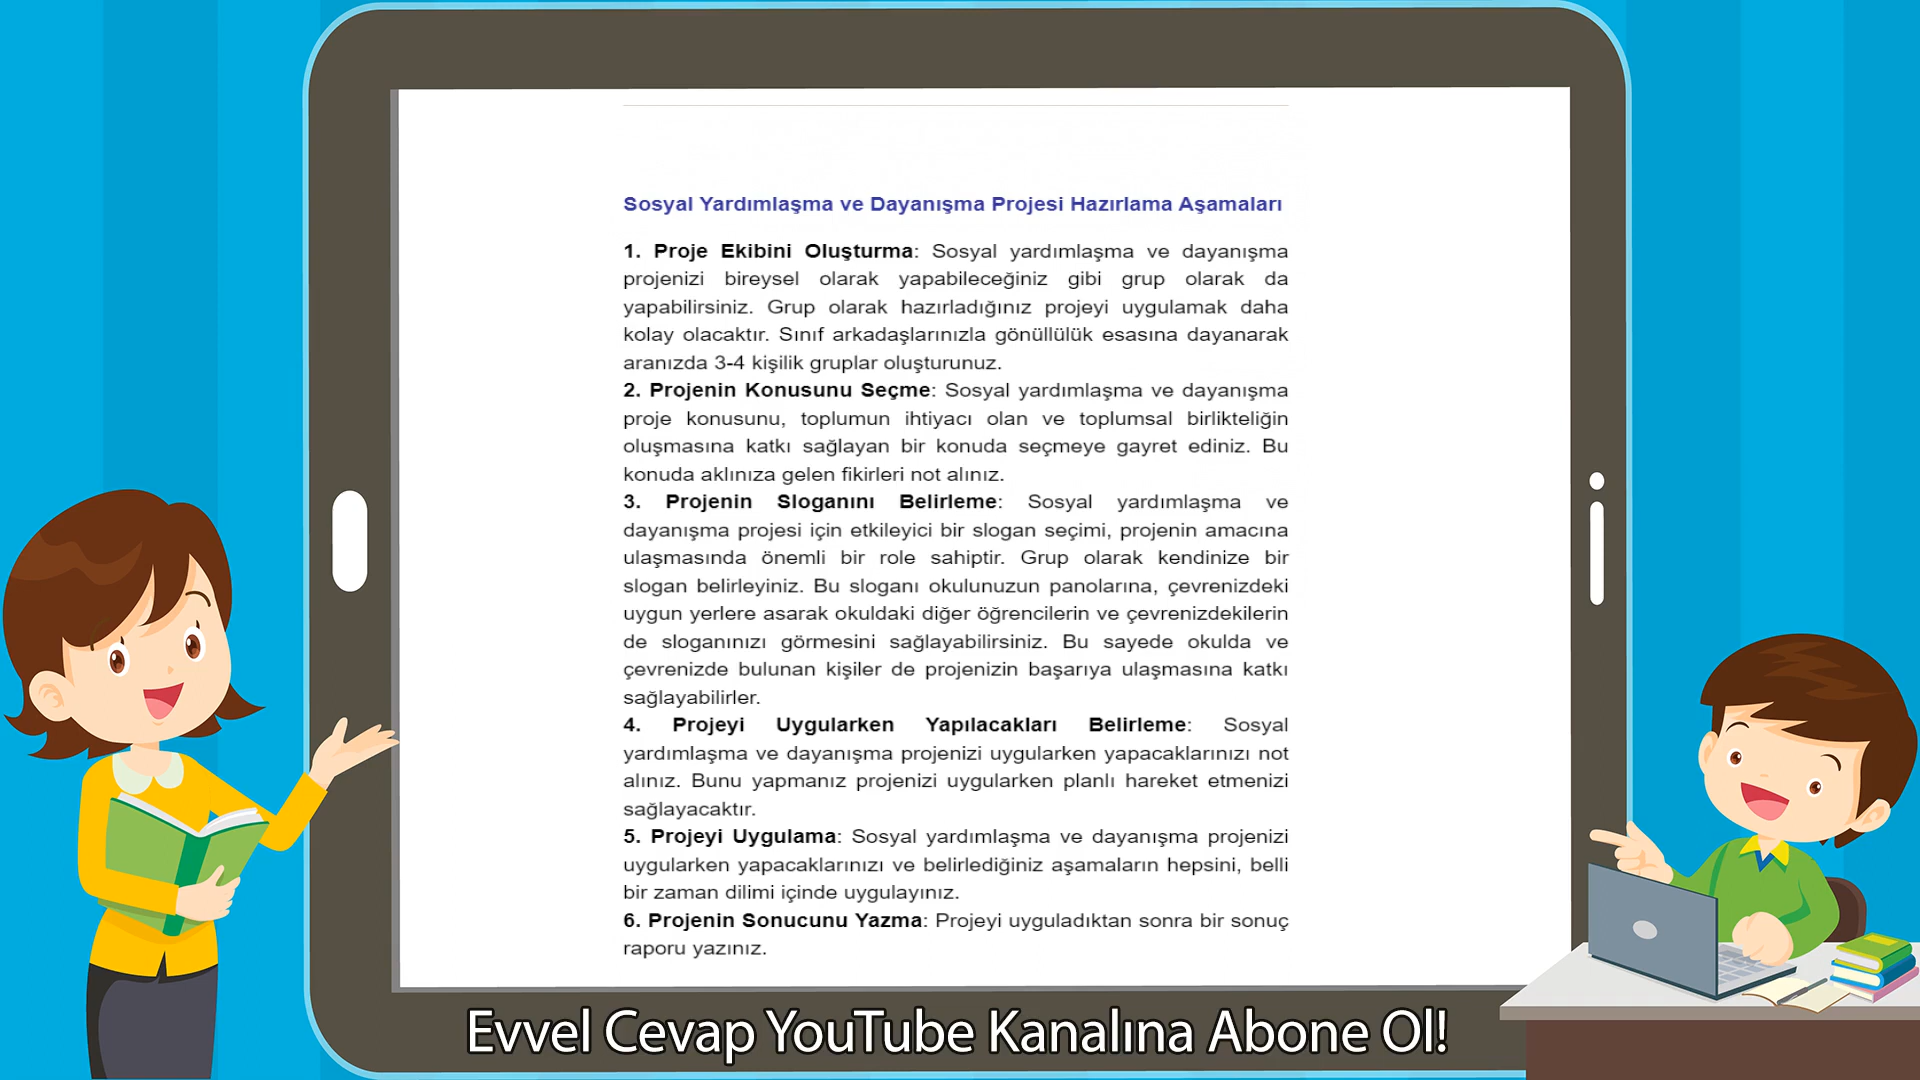 Sosyal Yardımlaşma ve Dayanışma Projesi Hazırlama Aşamaları
1. Proje Ekibini Oluşturma: Sosyal yardımlaşma ve dayanışma
projenizi bireysel olarak yapabileceğiniz gibi grup olarak da
yapabilirsiniz. Grup olarak hazırladığınız projeyi uygulamak daha
kolay olacaktır. Sınıf arkadaşlarınızla gönüllülük esasına dayanarak
aranızda 3-4 kişilik gruplar oluşturunuz.
2. Projenin Konusunu Seçme: Sosyal yardımlaşma ve dayanışma
proje konusunu, toplumun ihtiyacı olan ve toplumsal birlikteliğin
oluşmasına katkı sağlayan bir konuda seçmeye gayret ediniz. Bu
konuda aklınıza gelen fikirleri not alınız.
3. Projenin Sloganını Belirleme: Sosyal yardımlaşma ve
dayanışma projesi için etkileyici bir slogan seçimi, projenin amacına
ulaşmasında önemli bir role sahiptir. Grup olarak kendinize bir
slogan belirleyiniz. Bu sloganı okulunuzun panolarına, çevrenizdeki
uygun yerlere asarak okuldaki diğer öğrencilerin ve çevrenizdekilerin
de sloganınızı görmesini sağlayabilirsiniz. Bu sayede okulda ve
çevrenizde bulunan kişiler de projenizin başarıya ulaşmasına katkı
sağlayabilirler.
4. Projeyi Uygularken Yapılacakları Belirleme: Sosyal
yardımlaşma ve dayanışma projenizi uygularken yapacaklarınızı not
alınız. Bunu yapmanız projenizi uygularken planlı hareket etmenizi
sağlayacaktır.
5. Projeyi Uygulama: Sosyal yardımlaşma ve dayanışma projenizi
uygularken yapacaklarınızı ve belirlediğiniz aşamaların hepsini, belli
bir zaman dilimi içinde uygulayınız.
6. Projenin Sonucunu Yazma: Projeyi uyguladıktan sonra bir sonuç
raporu yazınız.
Evvel Cevap YouTube Kanalına Abone Ol!